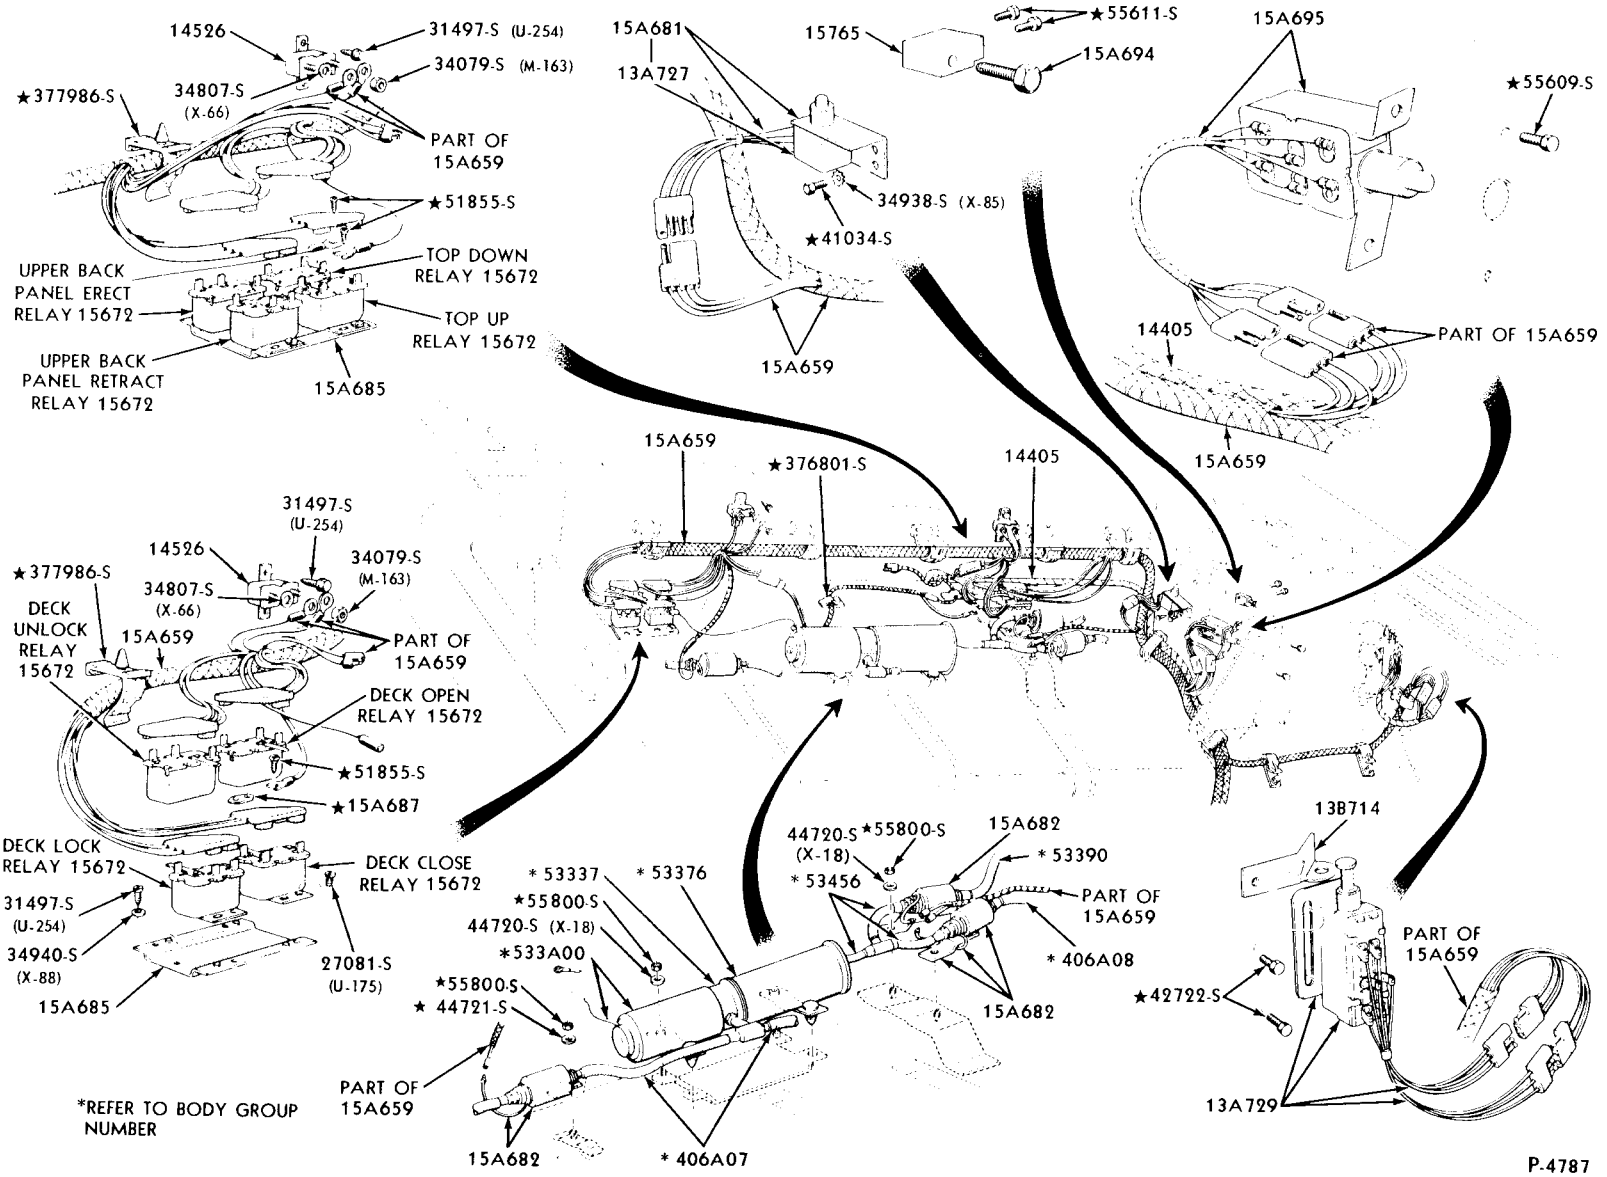 14526
31497-S (U-254)
34079-S (M-163)
34807-S
(X-66)
★377986-S
PART OF
15A659
★51855-S
TOP DOWN
RELAY 15672
UPPER BACK
PANEL ERECT
RELAY 15672
TOP UP
RELAY 15672
UPPER BACK
PANEL RETRACT
RELAY 15672
15A685
15A681
13A727
34938-S (X-85)
★41034-S
15A659
15765
★55611-S
15A694
15A695
★55609-S
14405
PART OF 15A659
15A659
15A659
★376801-S
14405
31497-S
(U-254)
14526
34079-S
(M-163)
★377986-S
34807-S
(X-66)
DECK
UNLOCK
RELAY
15672
15A659
PART OF
15A659
DECK OPEN
RELAY 15672
★51855-S
★15A687
DECK LOCK
RELAY 15672
DECK CLOSE
RELAY 15672
31497-S
(U-254)
34940-S
(X-88)
15A685
27081-S
(U-175)
*53337
*53376
★55800-S
44720-S (X-18)
*533A00
★55800-S
★ 44721-S
PART OF
15A659
15A682
*406A07
44720-S
(X-18)
★55800-S
15A682
*53390
*53456
PART OF
15A659
*406A08
15A682
13B714
PART OF
15A659
★42722-S
13A729
*REFER TO BODY GROUP
NUMBER
P-4787